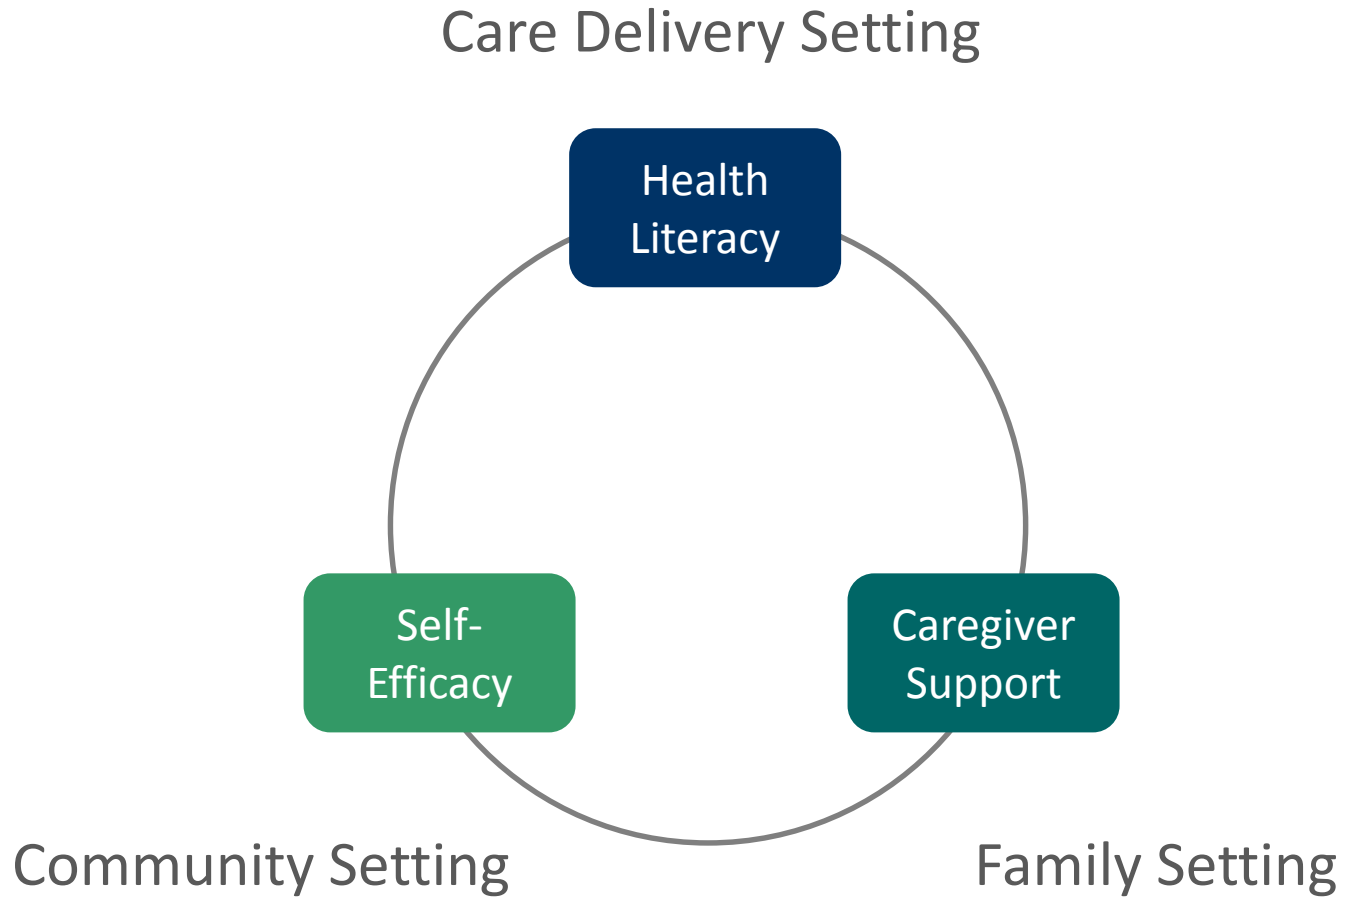 Care Delivery Setting
Health
Literacy
Self-
Efficacy
Caregiver
Support
Community Setting
Family Setting